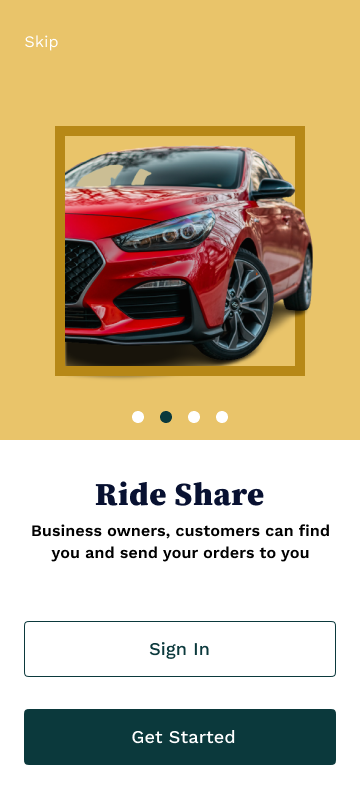 Skip
Ride Share
Business owners, customers can find
you and send your orders to you
Sign In
Get Started